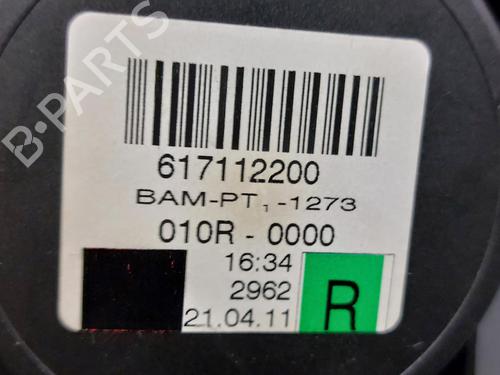 B-PARTS
617112200
BAM-PT₁-1273
010R - 0000
16:34
2962
21.04.11
R